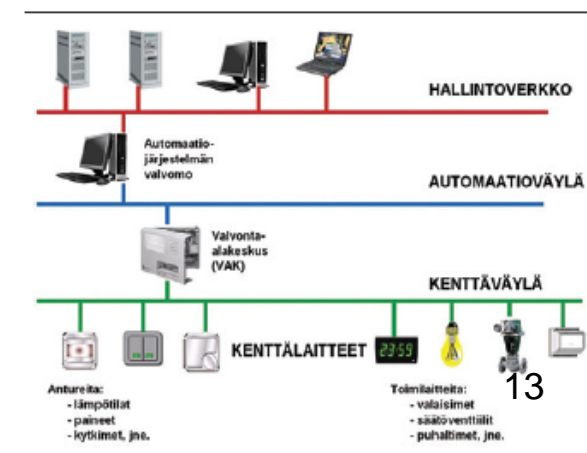 HALLINTOVERKKO
Automaatio-
järjestelmän
valvomo
AUTOMAATIOVÄYLÄ
Valvonta-
alakeskus
(VAK)
KENTTÄVÄYLÄ
KENTTÄLAITTEET
23:59
Antureita:
- lämpötilat
- paineet
- kytkimet, jne.
Toimilaitteita:
- valaisimet
- säätöventtiilit
- puhaltimet, jne.
13